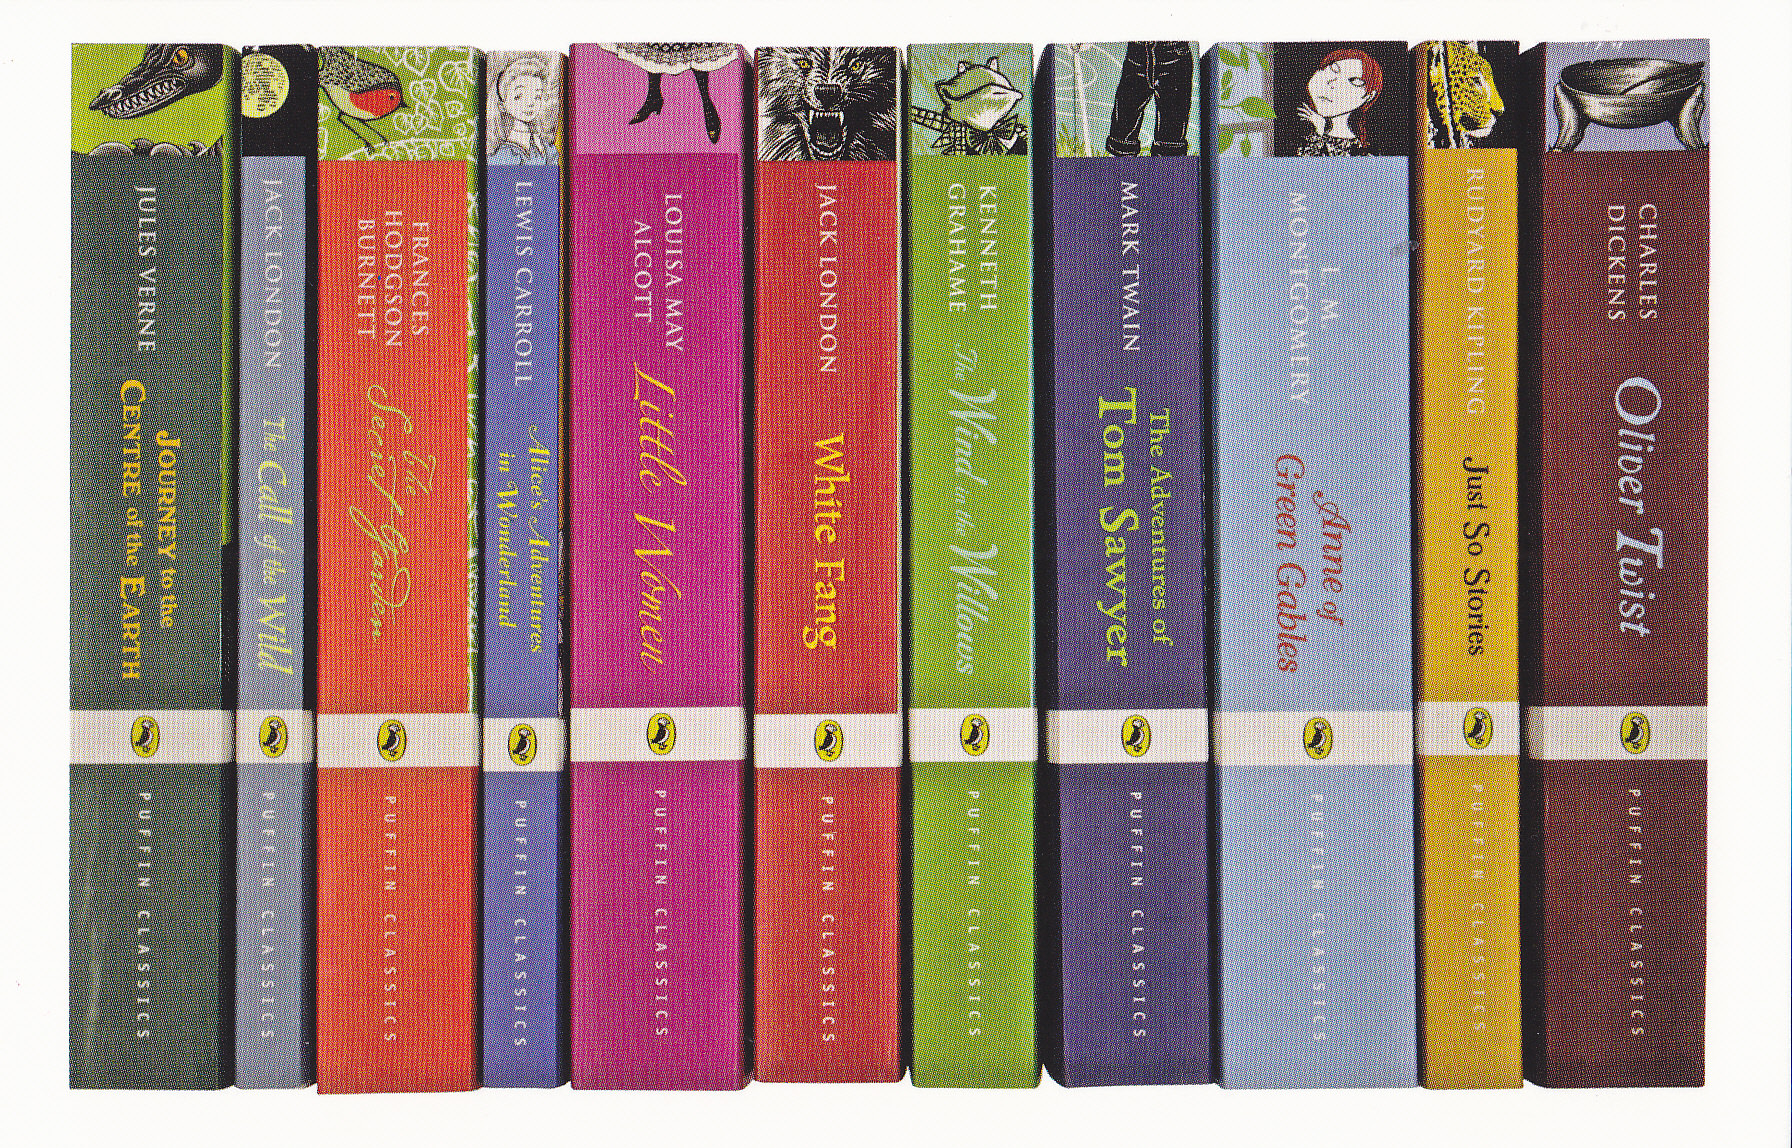 JULES VERNE
JOURNEY to the
CENTRE of the EARTH
PUFFIN CLASSICS
JACK LONDON
The Call of the Wild
PUFFIN CLASSICS
FRANCES
HODGSON
BURNETT
The
Secret Garden
PUFFIN CLASSICS
LEWIS CARROLL
Alice's Adventures
in Wonderland
PUFFIN CLASSICS
LOUISA MAY
ALCOTT
Little Women
PUFFIN CLASSICS
JACK LONDON
White Fang
PUFFIN CLASSICS
KENNETH
GRAHAME
The Wind in the Willows
PUFFIN CLASSICS
MARK TWAIN
The Adventures of
Tom Sawyer
PUFFIN CLASSICS
L. M.
MONTGOMERY
Anne of
Green Gables
PUFFIN CLASSICS
RUDYARD KIPLING
Just So Stories
PUFFIN CLASSICS
CHARLES
DICKENS
Oliver Twist
PUFFIN CLASSICS